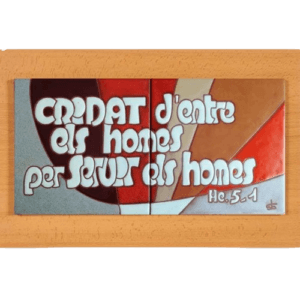 CRIDAT d'entre
els homes
per SERVIR els homes
He.5.1